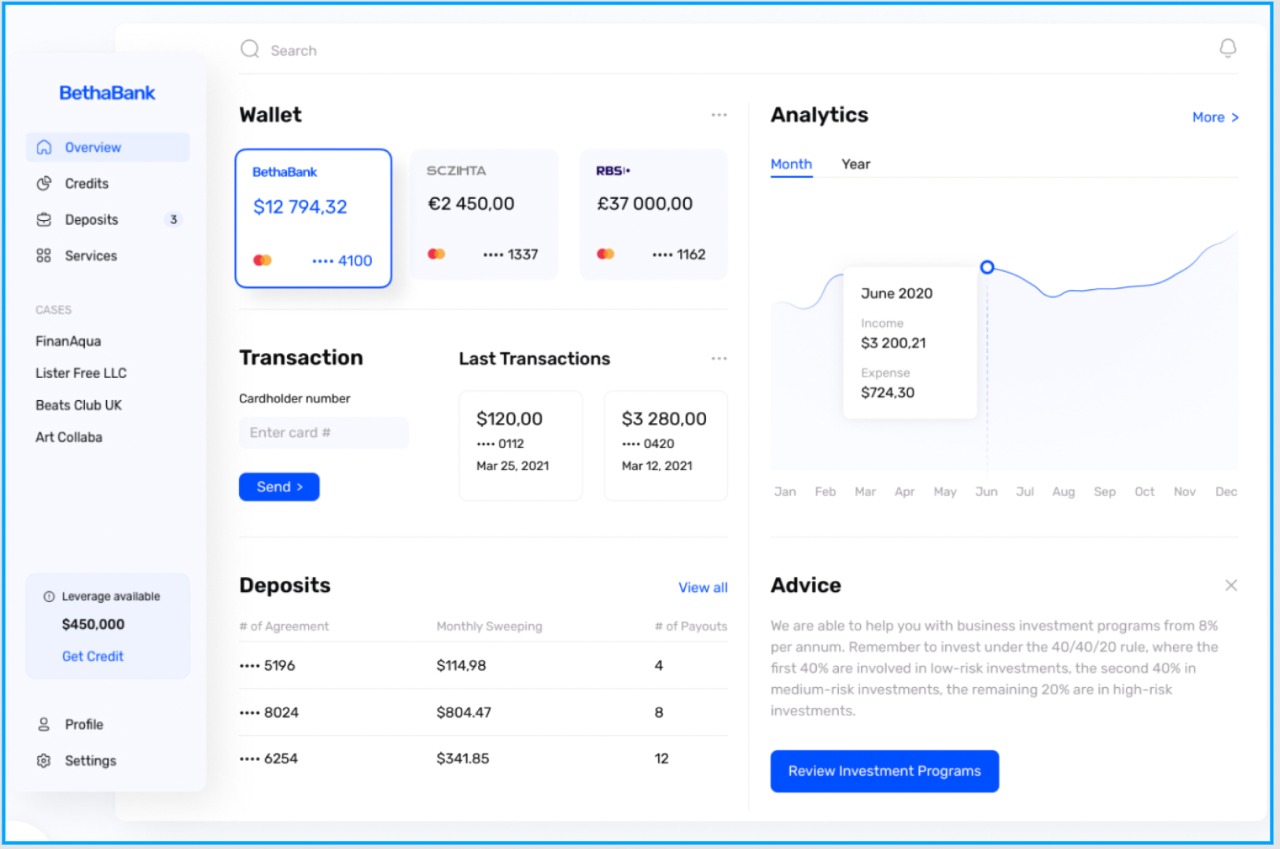 BethaBank
Overview
Credits
Deposits 3
Services
CASES
FinanAqua
Lister Free LLC
Beats Club UK
Art Collaba
Leverage available
$450,000
Get Credit
Profile
Settings
Search
Wallet
BethaBank
$12 794,32
•••• 4100
SCZIHTA
€2 450,00
•••• 1337
RBS
£37 000,00
•••• 1162
Transaction
Cardholder number
Enter card #
Send >
Last Transactions
$120,00
•••• 0112
Mar 25, 2021
$3 280,00
•••• 0420
Mar 12, 2021
Deposits View all
# of Agreement Monthly Sweeping # of Payouts
•••• 5196 $114,98 4
•••• 8024 $804.47 8
•••• 6254 $341.85 12
Analytics More >
Month Year
June 2020
Income
$3 200,21
Expense
$724,30
Jan Feb Mar Apr May Jun Jul Aug Sep Oct Nov Dec
Advice
We are able to help you with business investment programs from 8%
per annum. Remember to invest under the 40/40/20 rule, where the
first 40% are involved in low-risk investments, the second 40% in
medium-risk investments, the remaining 20% are in high-risk
investments.
Review Investment Programs